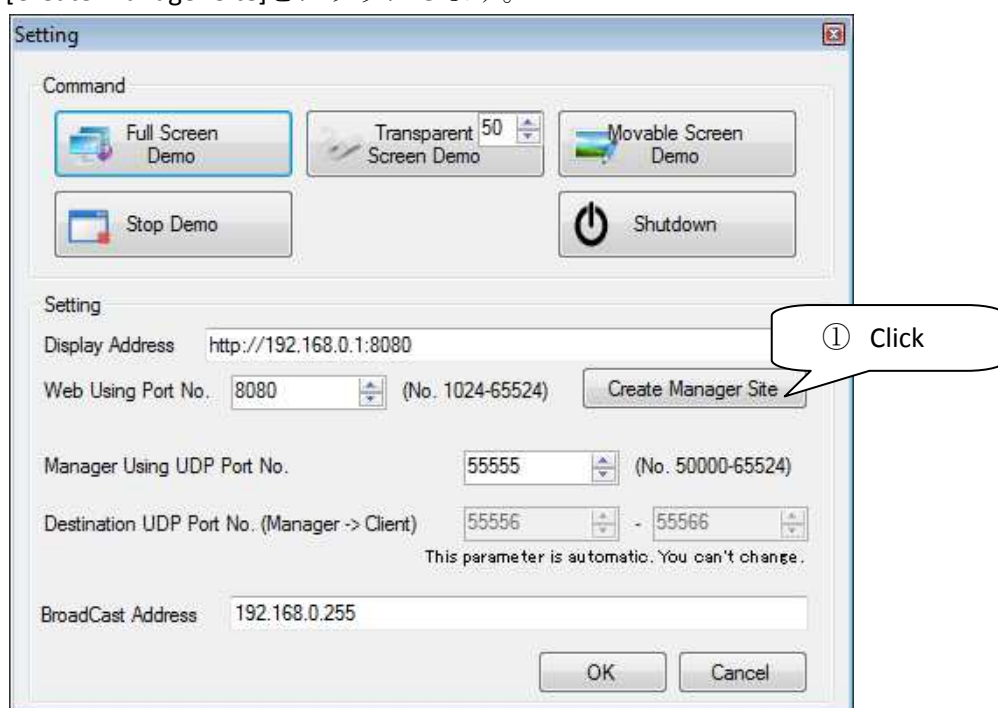 Setting
Command
Full Screen
Demo
Transparent 50
Screen Demo
Movable Screen
Demo
Stop Demo
Shutdown
Setting
Display Address http://192.168.0.1:8080
① Click
Web Using Port No. 8080 (No. 1024-65524) Create Manager Site
Manager Using UDP Port No. 55555 (No. 50000-65524)
Destination UDP Port No. (Manager -> Client) 55556 - 55566
This parameter is automatic. You can't change.
BroadCast Address 192.168.0.255
OK Cancel